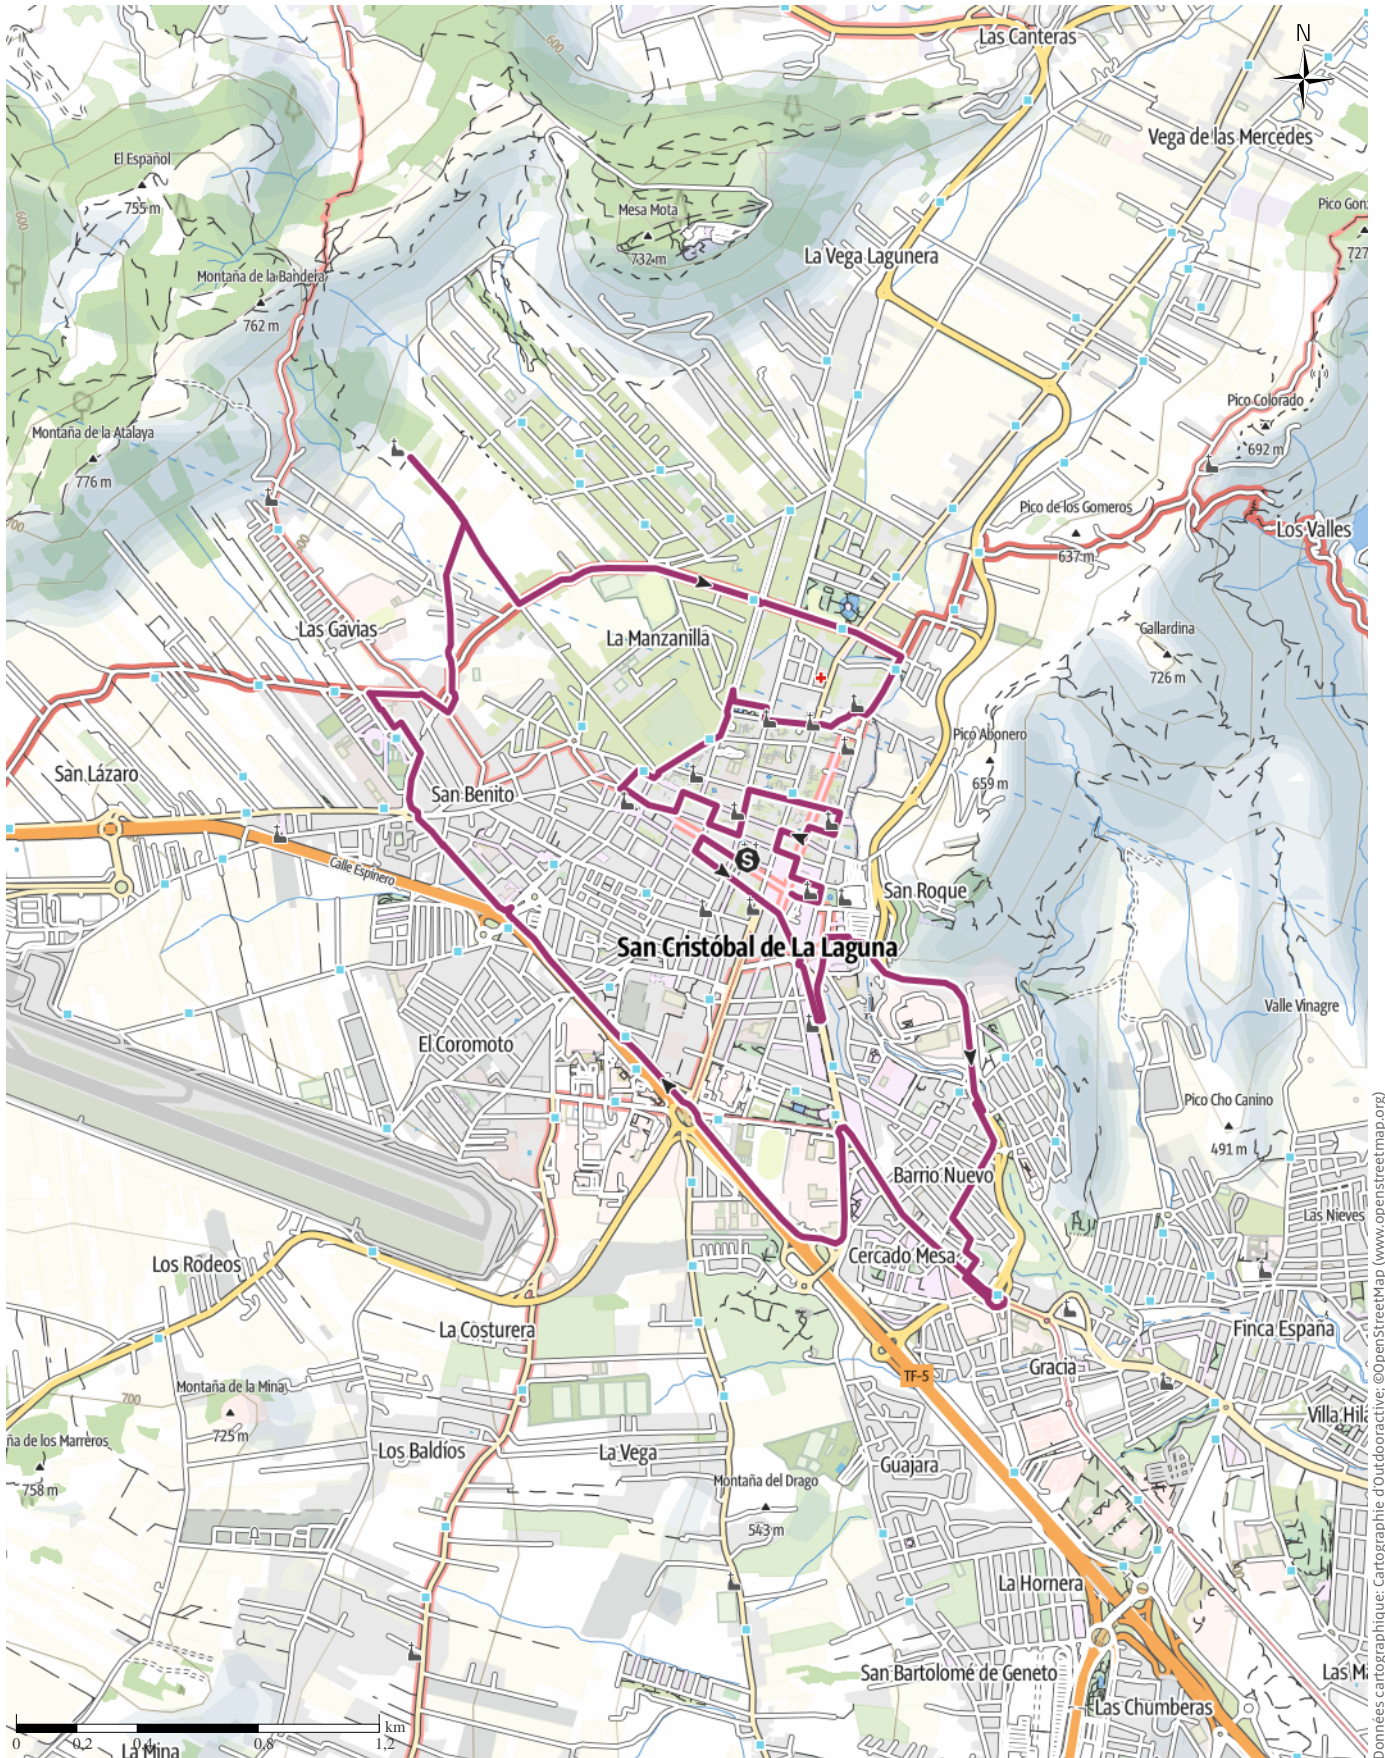 Las Canteras
N
600
Vega de las Mercedes
El Español
755 m
Mesa Mota
732 m
Pico Gonz
727
600
La Vega Lagunera
Montaña de la Bandera
762 m
Pico Colorado
692 m
Montaña de la Atalaya
776 m
Pico de los Gomeros
637 m
Los Valles
Las Gavias
La Manzanilla
Gallardina
726 m
Pico Abonero
659 m
San Lázaro
San Benito
Calle Espinero
S
San Roque
San Cristóbal de La Laguna
Valle Vinagre
El Coromoto
Pico Cho Canino
491 m
Barrio Nuevo
Las Nieves
Cercado Mesa
Los Rodeos
La Costurera
Finca España
Gracia
TF-5
Montaña de la Mina
725 m
700
Villa Hila
ña de los Marreros
758 m
Los Baldíos
La Vega
Guajara
Montaña del Drago
543 m
La Hornera
San Bartolomé de Geneto
Las Ma
Las Chumberas
km
0 0,2 0,4 0,8 1,2
La Mina
onnées cartographique: Cartographie d'Outdooractive; ©OpenStreetMap (www.openstreetmap.org)